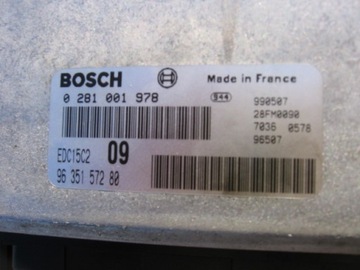 BOSCH Made in France
0 281 001 978 944 990507
28FM0090
7036 0578
EDC15C2 09 96507
96 351 572 80